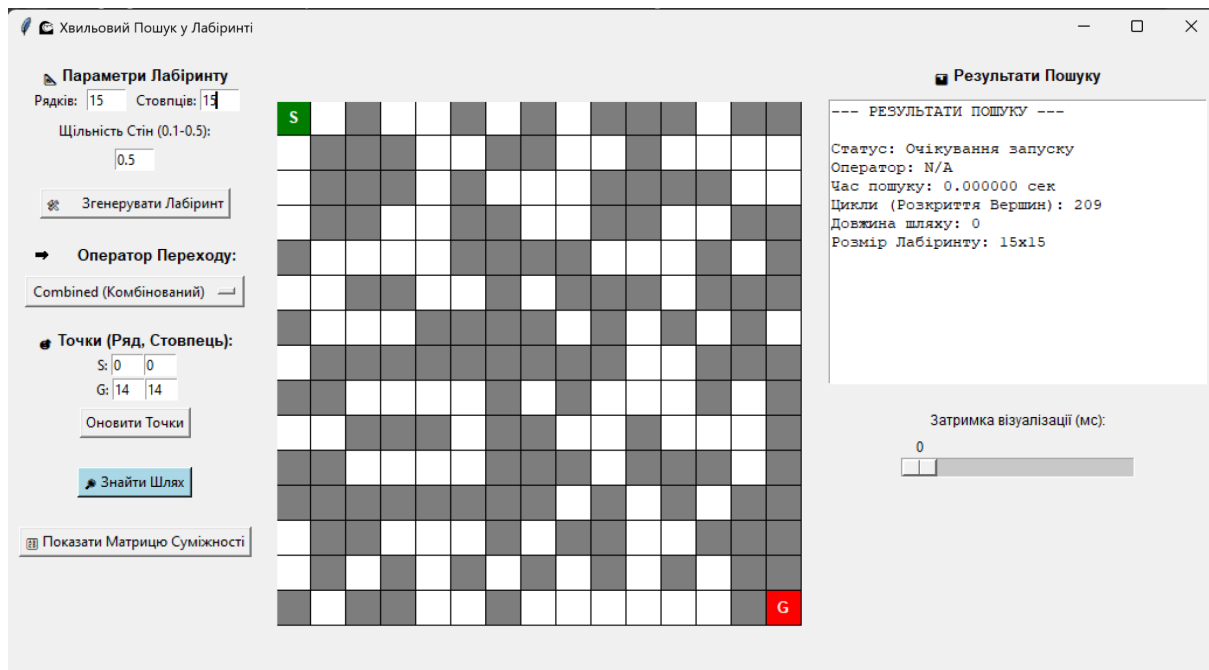 Хвильовий Пошук у Лабіринті
Параметри Лабіринту
Рядків: 15 Стовпців: 15
Щільність Стін (0.1-0.5):
0.5
Згенерувати Лабіринт
Оператор Переходу:
Combined (Комбінований)
Точки (Ряд, Стовпець):
S: 0 0
G: 14 14
Оновити Точки
Знайти Шлях
Показати Матрицю Суміжності
S
G
Результати Пошуку
--- РЕЗУЛЬТАТИ ПОШУКУ ---
Статус: Очікування запуску
Оператор: N/A
Час пошуку: 0.000000 сек
Цикли (Розкриття Вершин): 209
Довжина шляху: 0
Розмір Лабіринту: 15x15
Затримка візуалізації (мс):
0